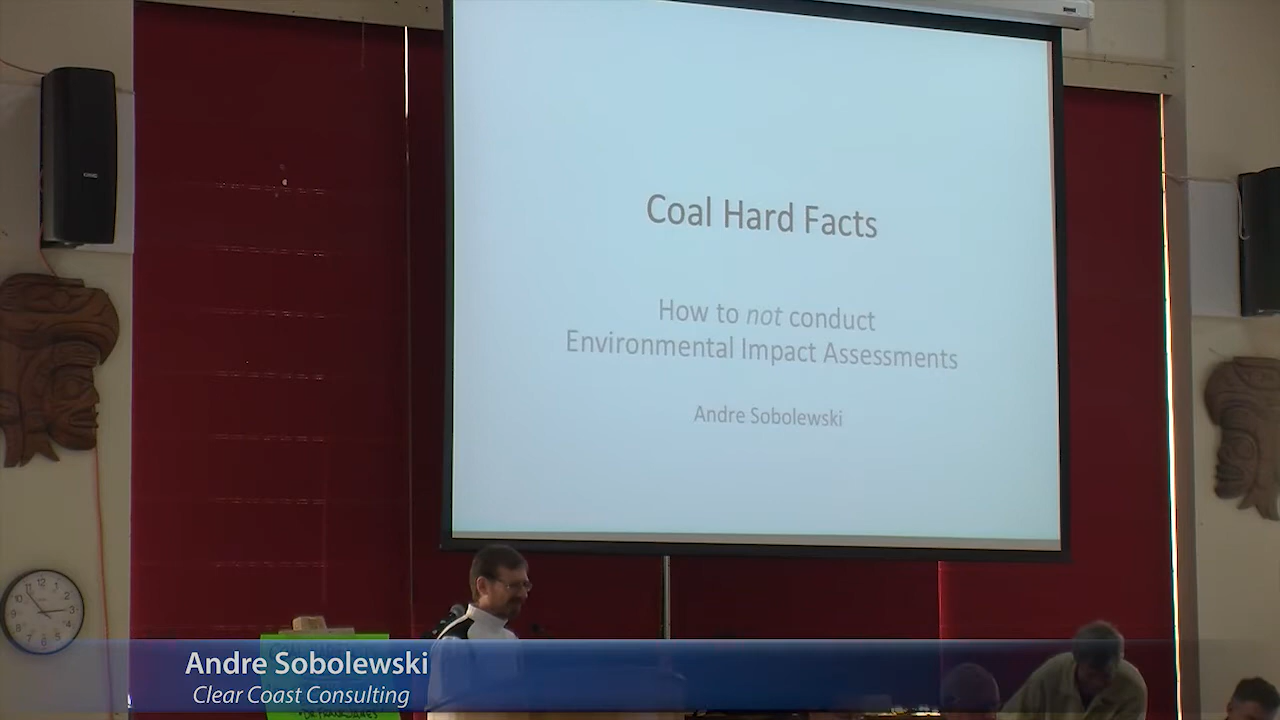 Coal Hard Facts
How to not conduct
Environmental Impact Assessments
Andre Sobolewski
Andre Sobolewski
Clear Coast Consulting